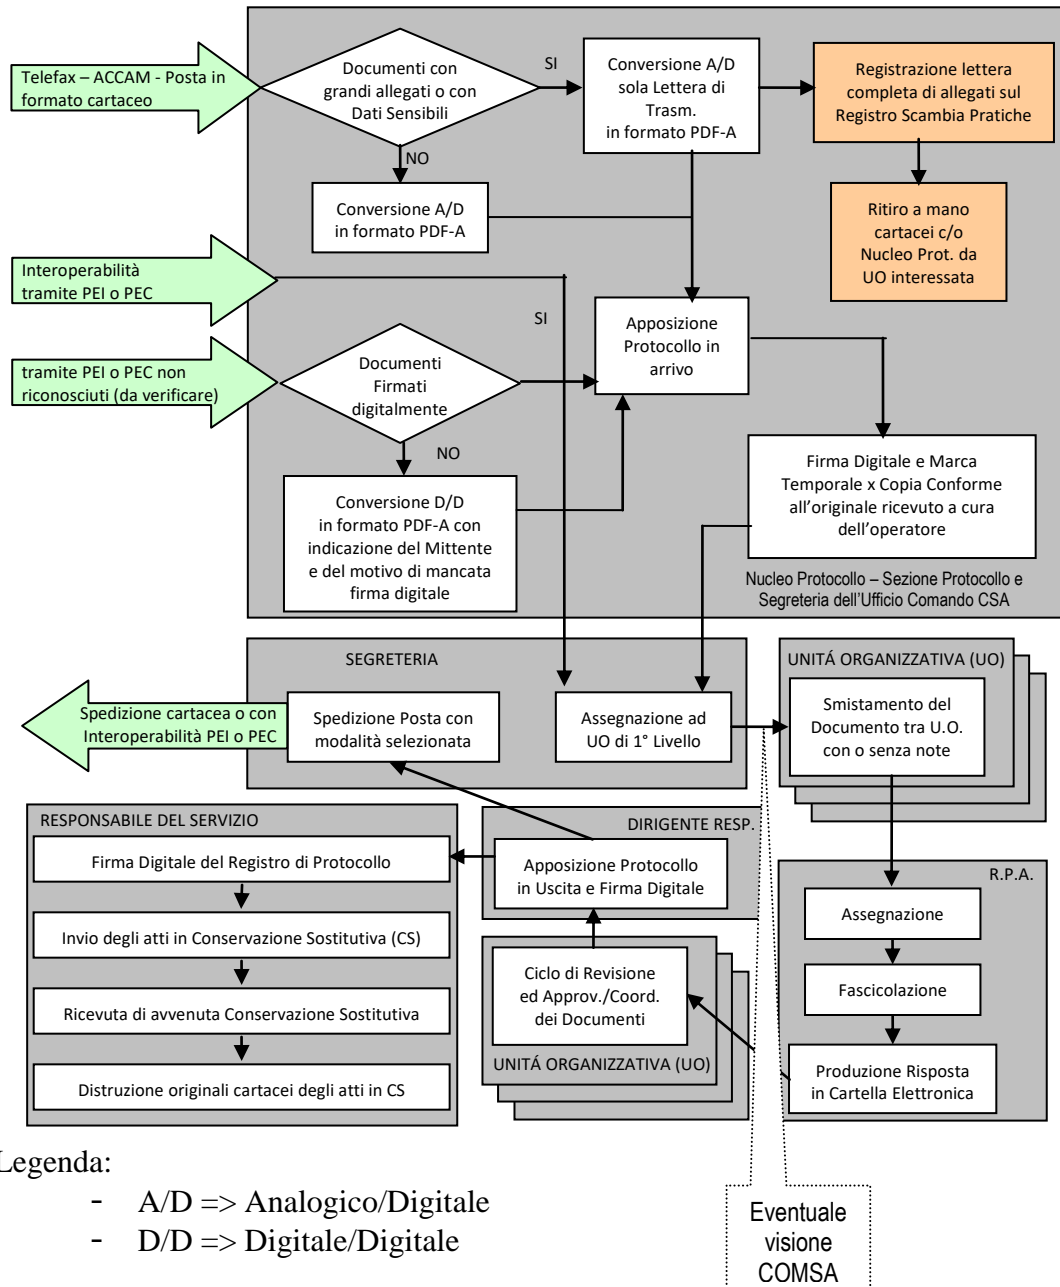 Telefax – ACCAM - Posta in
formato cartaceo
Documenti con
grandi allegati o con
Dati Sensibili
SI
Conversione A/D
sola Lettera di
Trasm.
in formato PDF-A
Registrazione lettera
completa di allegati sul
Registro Scambia Pratiche
NO
Conversione A/D
in formato PDF-A
Ritiro a mano
cartacei c/o
Nucleo Prot. da
UO interessata
Interoperabilità
tramite PEI o PEC
SI
Apposizione
Protocollo in
arrivo
tramite PEI o PEC non
riconosciuti (da verificare)
Documenti
Firmati
digitalmente
NO
Conversione D/D
in formato PDF-A con
indicazione del Mittente
e del motivo di mancata
firma digitale
Firma Digitale e Marca
Temporale x Copia Conforme
all'originale ricevuto a cura
dell'operatore
Nucleo Protocollo – Sezione Protocollo e
Segreteria dell'Ufficio Comando CSA
SEGRETERIA
UNITÁ ORGANIZZATIVA (UO)
Spedizione cartacea o con
Interoperabilità PEI o PEC
Spedizione Posta con
modalità selezionata
Assegnazione ad
UO di 1° Livello
Smistamento del
Documento tra U.O.
con o senza note
RESPONSABILE DEL SERVIZIO
DIRIGENTE RESP.
Firma Digitale del Registro di Protocollo
Apposizione Protocollo
in Uscita e Firma Digitale
R.P.A.
Assegnazione
Invio degli atti in Conservazione Sostitutiva (CS)
Ciclo di Revisione
ed Approv./Coord.
dei Documenti
Fascicolazione
Ricevuta di avvenuta Conservazione Sostitutiva
UNITÁ ORGANIZZATIVA (UO)
Produzione Risposta
in Cartella Elettronica
Distruzione originali cartacei degli atti in CS
Legenda:
- A/D => Analogico/Digitale
- D/D => Digitale/Digitale
Eventuale
visione
COMSA